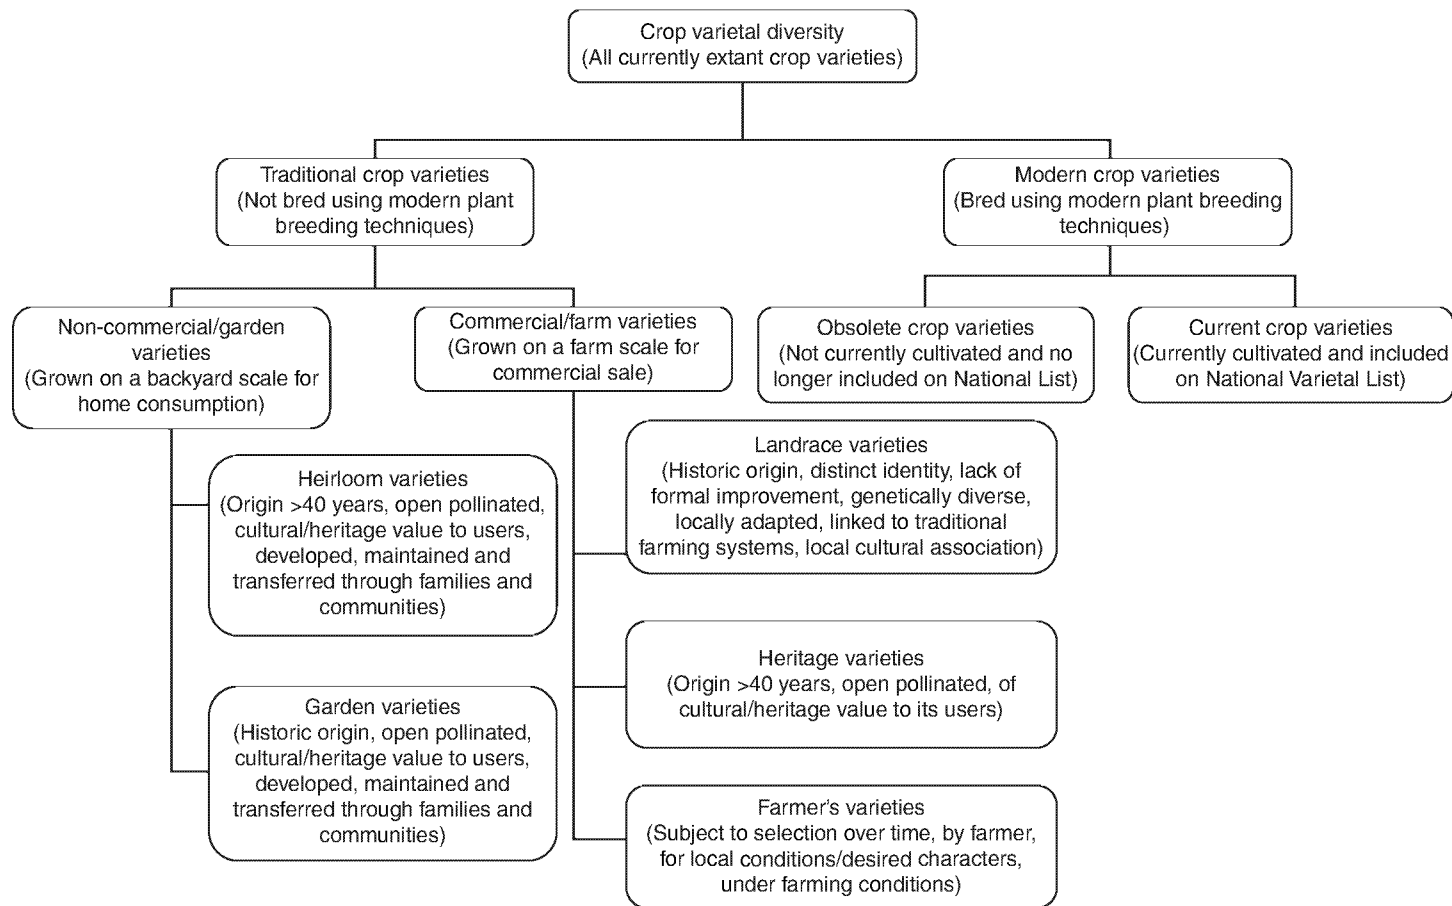 Crop varietal diversity
(All currently extant crop varieties)
Traditional crop varieties
(Not bred using modern plant
breeding techniques)
Modern crop varieties
(Bred using modern plant breeding
techniques)
Non-commercial/garden
varieties
(Grown on a backyard scale for
home consumption)
Commercial/farm varieties
(Grown on a farm scale for
commercial sale)
Obsolete crop varieties
(Not currently cultivated and no
longer included on National List)
Current crop varieties
(Currently cultivated and included
on National Varietal List)
Heirloom varieties
(Origin >40 years, open pollinated,
cultural/heritage value to users,
developed, maintained and
transferred through families and
communities)
Garden varieties
(Historic origin, open pollinated,
cultural/heritage value to users,
developed, maintained and
transferred through families and
communities)
Landrace varieties
(Historic origin, distinct identity, lack of
formal improvement, genetically diverse,
locally adapted, linked to traditional
farming systems, local cultural association)
Heritage varieties
(Origin >40 years, open pollinated, of
cultural/heritage value to its users)
Farmer's varieties
(Subject to selection over time, by farmer,
for local conditions/desired characters,
under farming conditions)